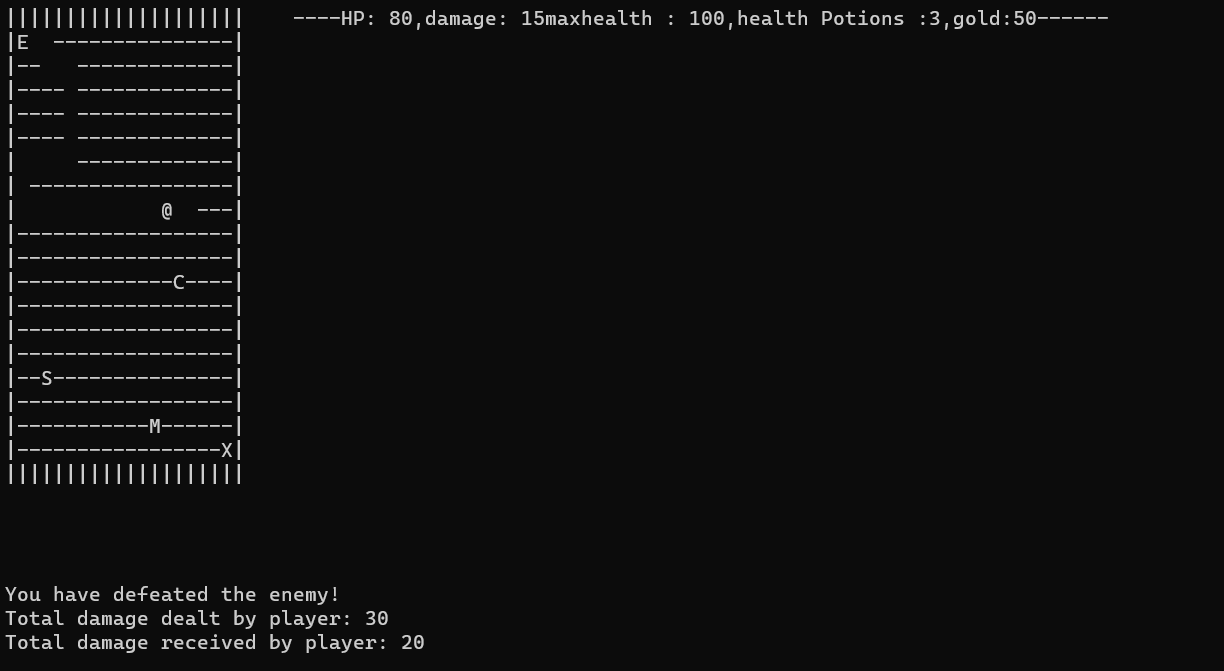 ||||||||||||||||||||    ----HP: 80,damage: 15maxhealth : 100,health Potions :3,gold:50------
|E  ---------------|
|--   -------------|
|---- -------------|
|---- -------------|
|---- -------------|
|     -------------|
| -----------------|
|            @  ---|
|------------------|
|------------------|
|-------------C----|
|------------------|
|------------------|
|------------------|
|--S---------------|
|------------------|
|-----------M------|
|-----------------X|
||||||||||||||||||||
You have defeated the enemy!
Total damage dealt by player: 30
Total damage received by player: 20